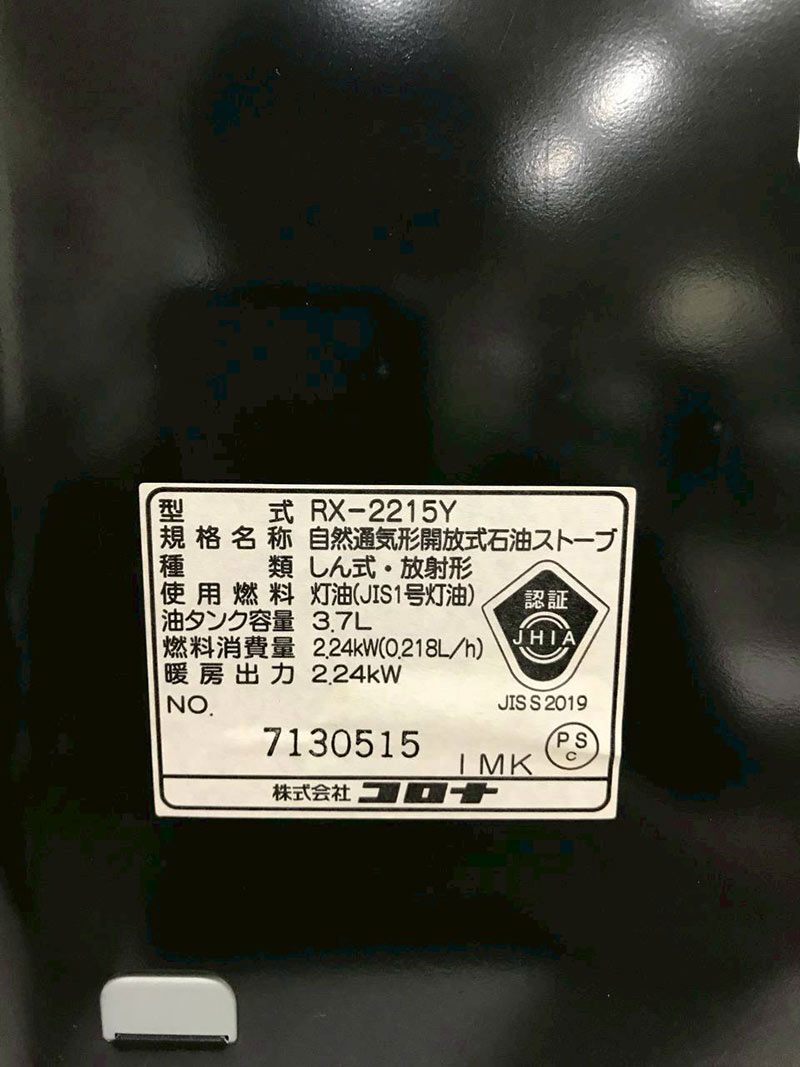 型 式 RX-2215Y
規格名称 自然通気形開放式石油ストーブ
種 類 しん式・放射形
使用燃料 灯油(JIS1号灯油)
油タンク容量 3.7L
燃料消費量 2.24kW(0.218L/h)
暖房出力 2.24kW
認証
JHIA
JIS S 2019
NO.
7130515
1MK
PS
C
株式会社 コロナ